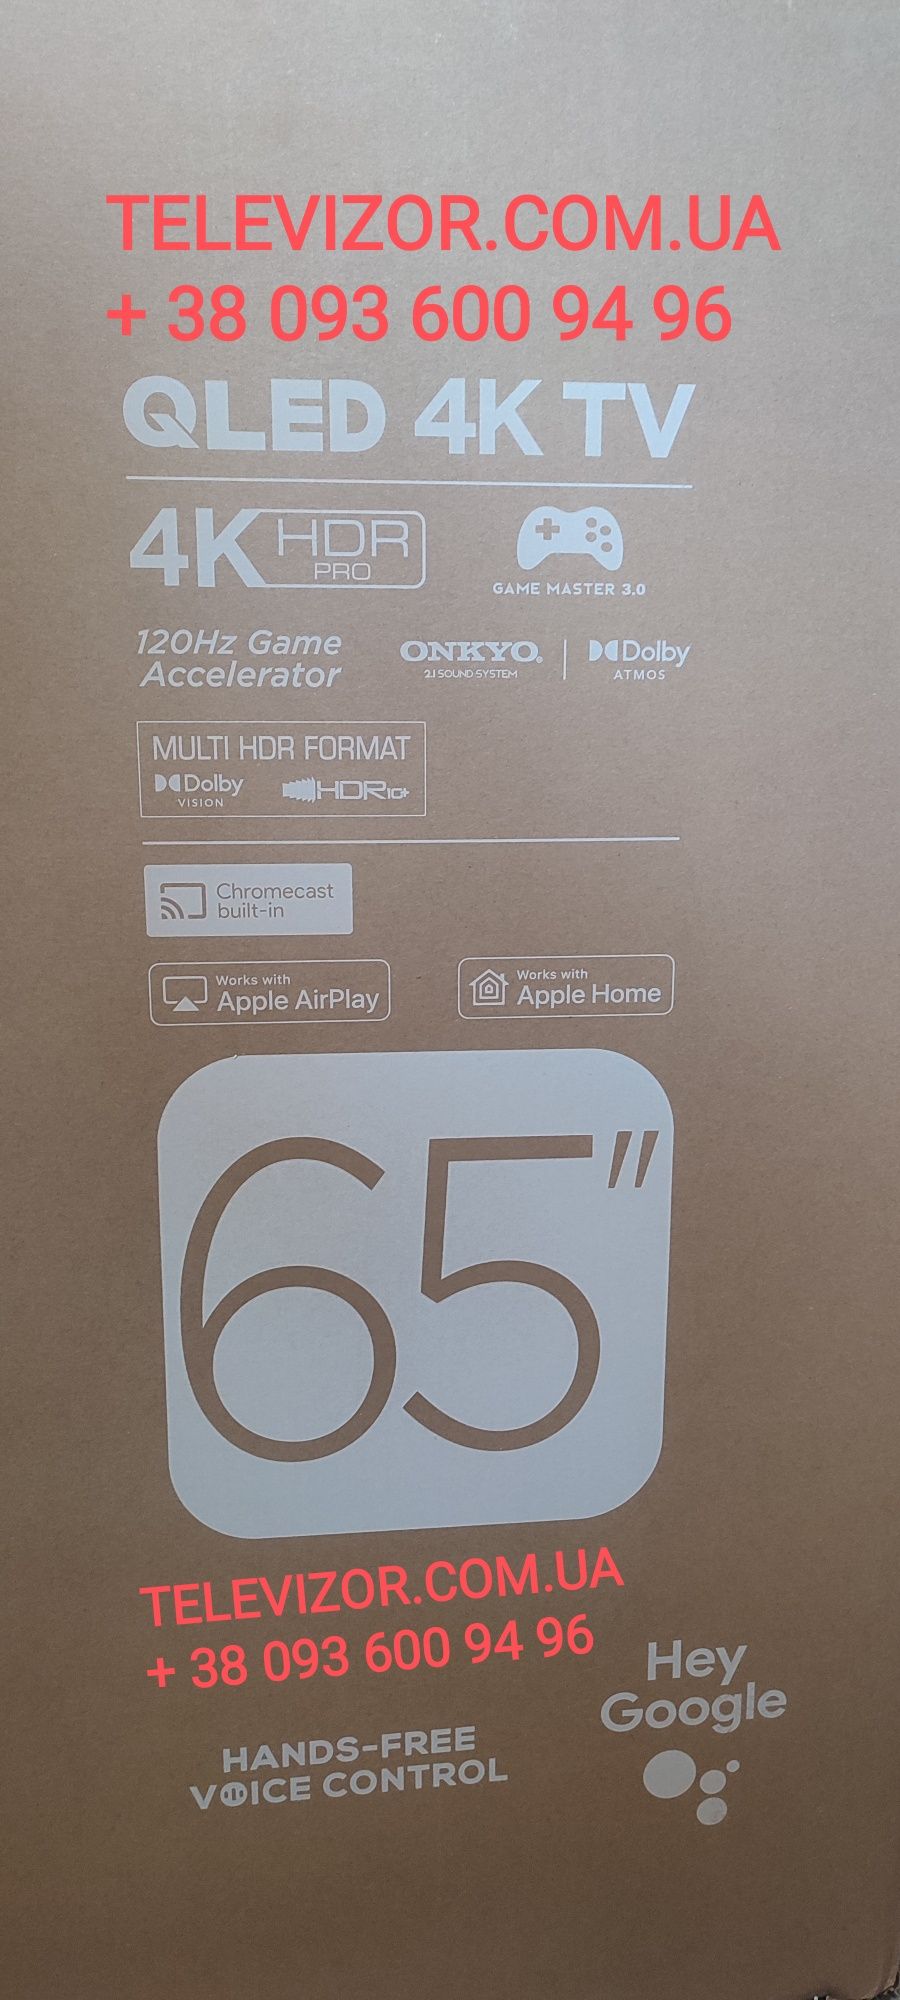 TELEVIZOR.COM.UA
+ 38 093 600 94 96
QLED 4K TV
4K HDR PRO
GAME MASTER 3.0
120Hz Game
Accelerator
ONKYO®
2.1 SOUND SYSTEM
Dolby
ATMOS
MULTI HDR FORMAT
Dolby
VISION
HDR10+
Chromecast
built-in
Works with
Apple AirPlay
Works with
Apple Home
65"
TELEVIZOR.COM.UA
+ 38 093 600 94 96
Hey
Google
HANDS-FREE
VOICE CONTROL